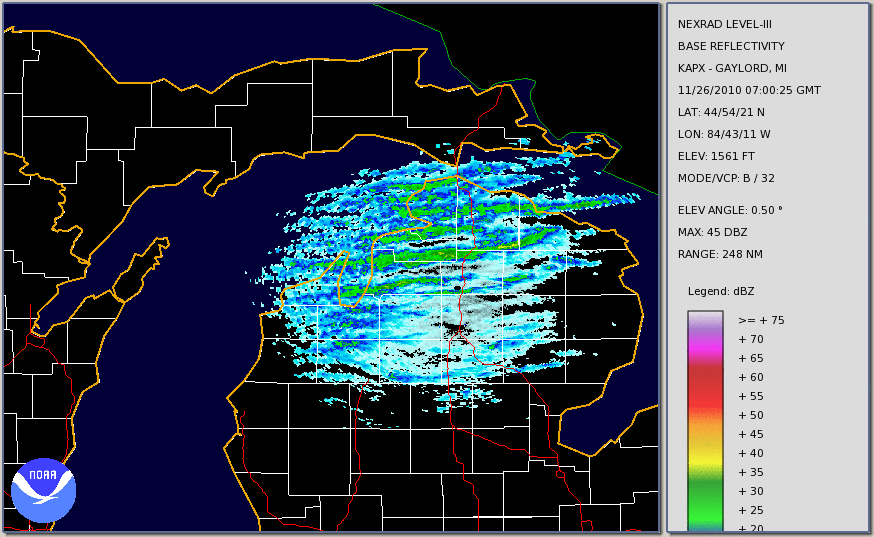 NEXRAD LEVEL-III
BASE REFLECTIVITY
KAPX - GAYLORD, MI
11/26/2010 07:00:25 GMT
LAT: 44/54/21 N
LON: 84/43/11 W
ELEV: 1561 FT
MODE/VCP: B / 32
ELEV ANGLE: 0.50 °
MAX: 45 DBZ
RANGE: 248 NM
Legend: dBZ
>= + 75
+ 70
+ 65
+ 60
+ 55
+ 50
+ 45
+ 40
+ 35
+ 30
+ 25
+ 20
NOAA